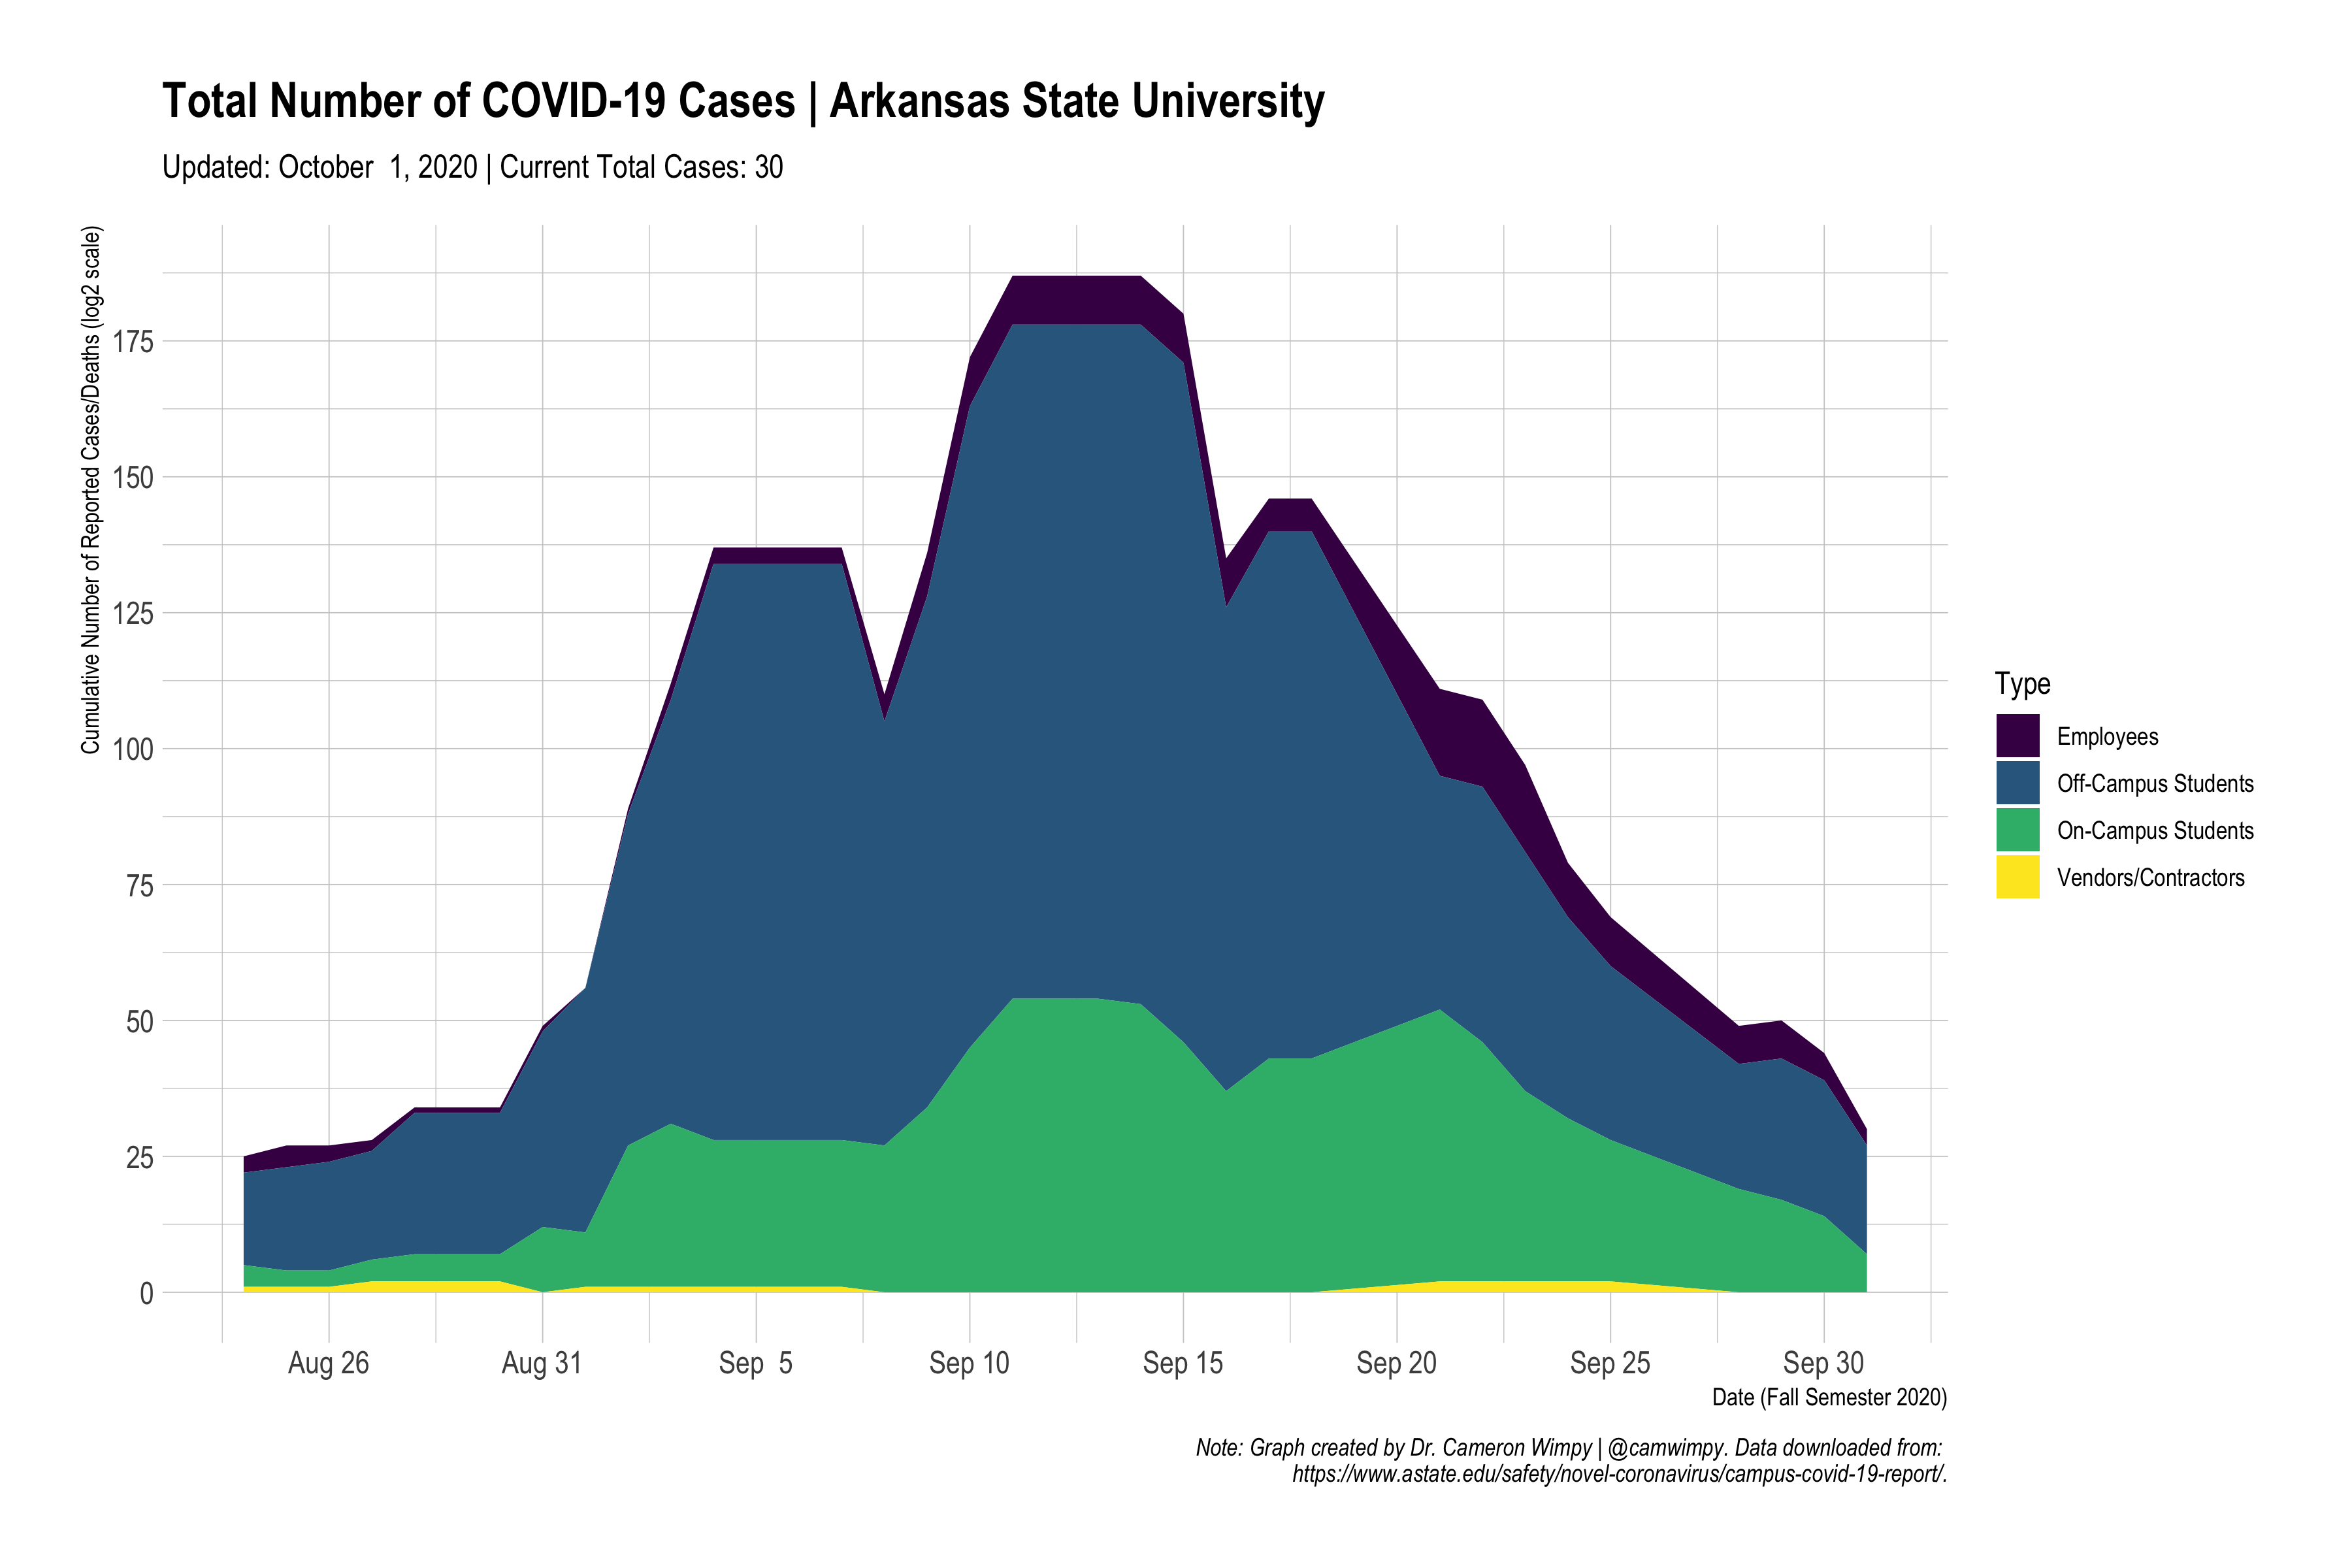 Total Number of COVID-19 Cases | Arkansas State University
Updated: October  1, 2020 | Current Total Cases: 30
Cumulative Number of Reported Cases/Deaths (log2 scale)
175
150
125
100
75
50
25
0
Aug 26
Aug 31
Sep  5
Sep 10
Sep 15
Sep 20
Sep 25
Sep 30
Date (Fall Semester 2020)
Type
Employees
Off-Campus Students
On-Campus Students
Vendors/Contractors
Note: Graph created by Dr. Cameron Wimpy | @camwimpy. Data downloaded from:
https://www.astate.edu/safety/novel-coronavirus/campus-covid-19-report/.